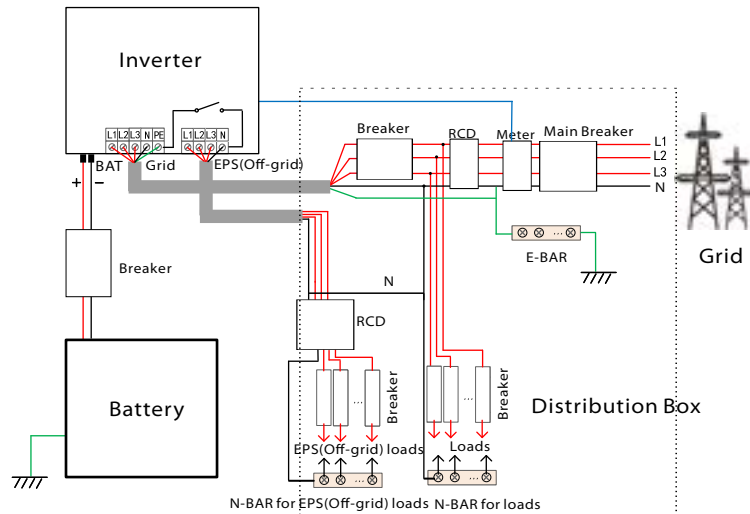 Inverter
L1 L2 L3 N PE
L1 L2 L3 N
BAT
Grid
EPS(Off-grid)
+
−
Breaker
Battery
Breaker
RCD
Meter
Main Breaker
L1
L2
L3
N
Grid
E-BAR
N
RCD
...
Breaker
...
Breaker
Distribution Box
EPS(Off-grid) loads
Loads
...
...
...
N-BAR for EPS(Off-grid) loads
N-BAR for loads